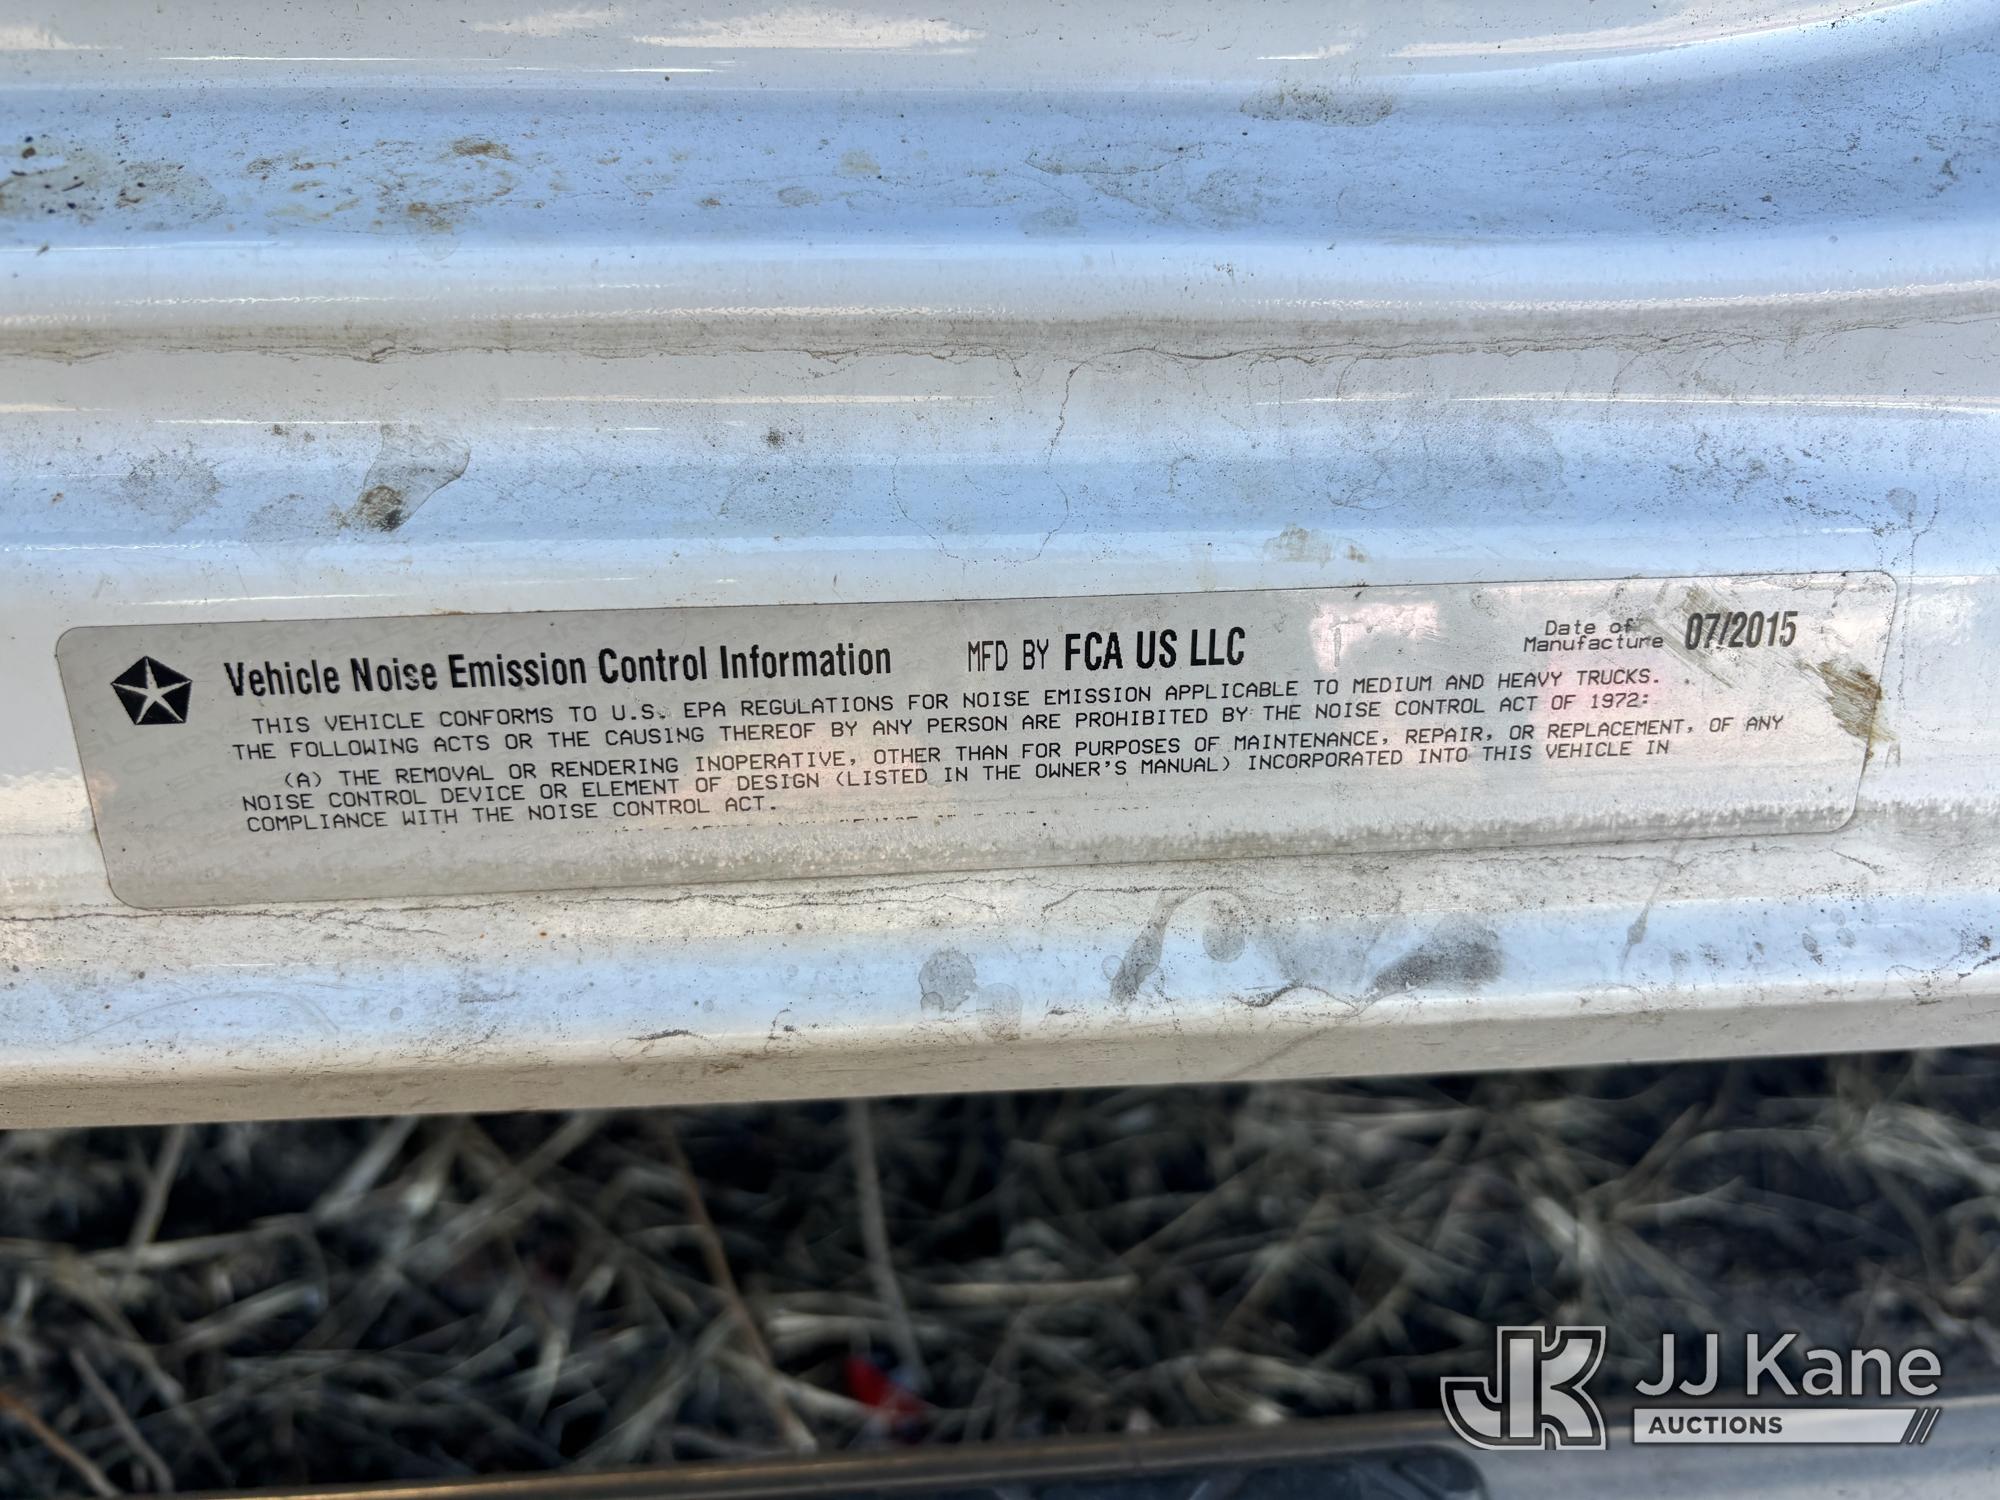 Vehicle Noise Emission Control Information MFD BY FCA US LLC Date of Manufacture 07/2015
THIS VEHICLE CONFORMS TO U.S. EPA REGULATIONS FOR NOISE EMISSION APPLICABLE TO MEDIUM AND HEAVY TRUCKS.
THE FOLLOWING ACTS OR THE CAUSING THEREOF BY ANY PERSON ARE PROHIBITED BY THE NOISE CONTROL ACT OF 1972:
(A) THE REMOVAL OR RENDERING INOPERATIVE, OTHER THAN FOR PURPOSES OF MAINTENANCE, REPAIR, OR REPLACEMENT, OF ANY
NOISE CONTROL DEVICE OR ELEMENT OF DESIGN (LISTED IN THE OWNER'S MANUAL) INCORPORATED INTO THIS VEHICLE IN
COMPLIANCE WITH THE NOISE CONTROL ACT.
JK JJ Kane
AUCTIONS